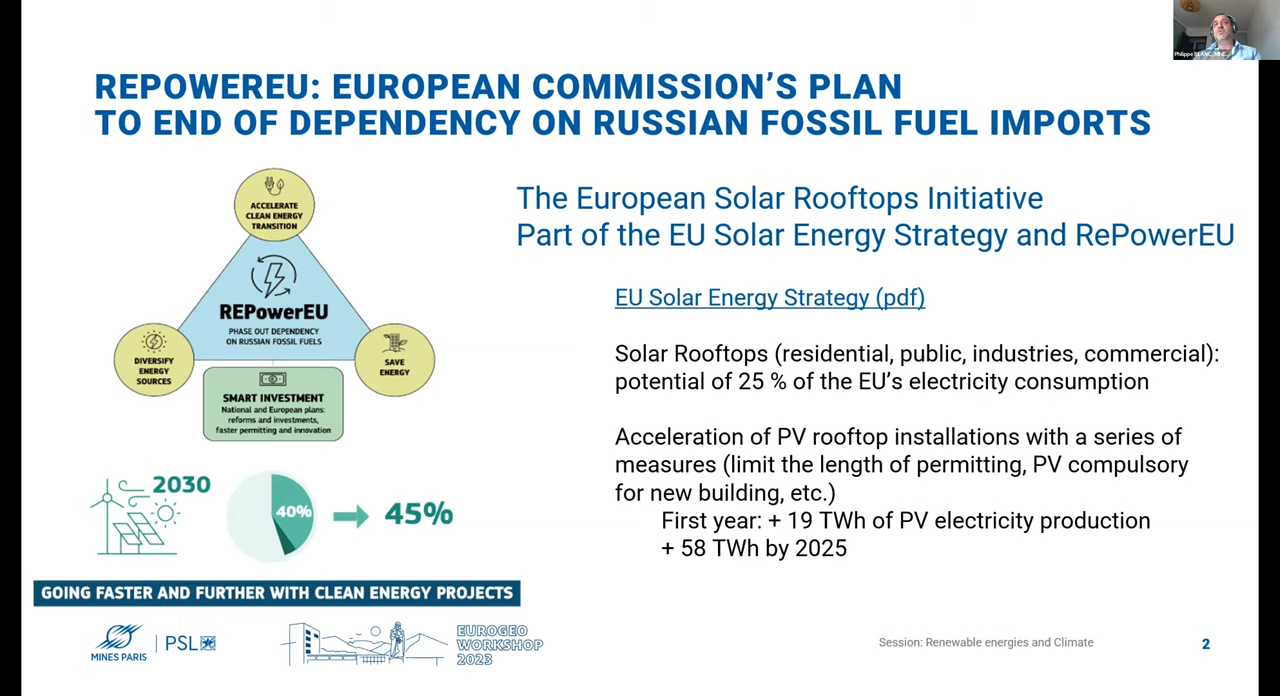 Philippe BLANC, MINE...
REPOWEREU: EUROPEAN COMMISSION'S PLAN
TO END OF DEPENDENCY ON RUSSIAN FOSSIL FUEL IMPORTS
ACCELERATE
CLEAN ENERGY
TRANSITION
REPowerEU
PHASE OUT DEPENDENCY
ON RUSSIAN FOSSIL FUELS
DIVERSIFY
ENERGY
SOURCES
SAVE
ENERGY
SMART INVESTMENT
National and European plans:
reforms and investments,
faster permitting and innovation
2030
40%
45%
GOING FASTER AND FURTHER WITH CLEAN ENERGY PROJECTS
The European Solar Rooftops Initiative
Part of the EU Solar Energy Strategy and RePowerEU
EU Solar Energy Strategy (pdf)
Solar Rooftops (residential, public, industries, commercial):
potential of 25 % of the EU's electricity consumption
Acceleration of PV rooftop installations with a series of
measures (limit the length of permitting, PV compulsory
for new building, etc.)
First year: + 19 TWh of PV electricity production
+ 58 TWh by 2025
MINES PARIS
PSL
EUROGEO
WORKSHOP
2023
Session: Renewable energies and Climate
2